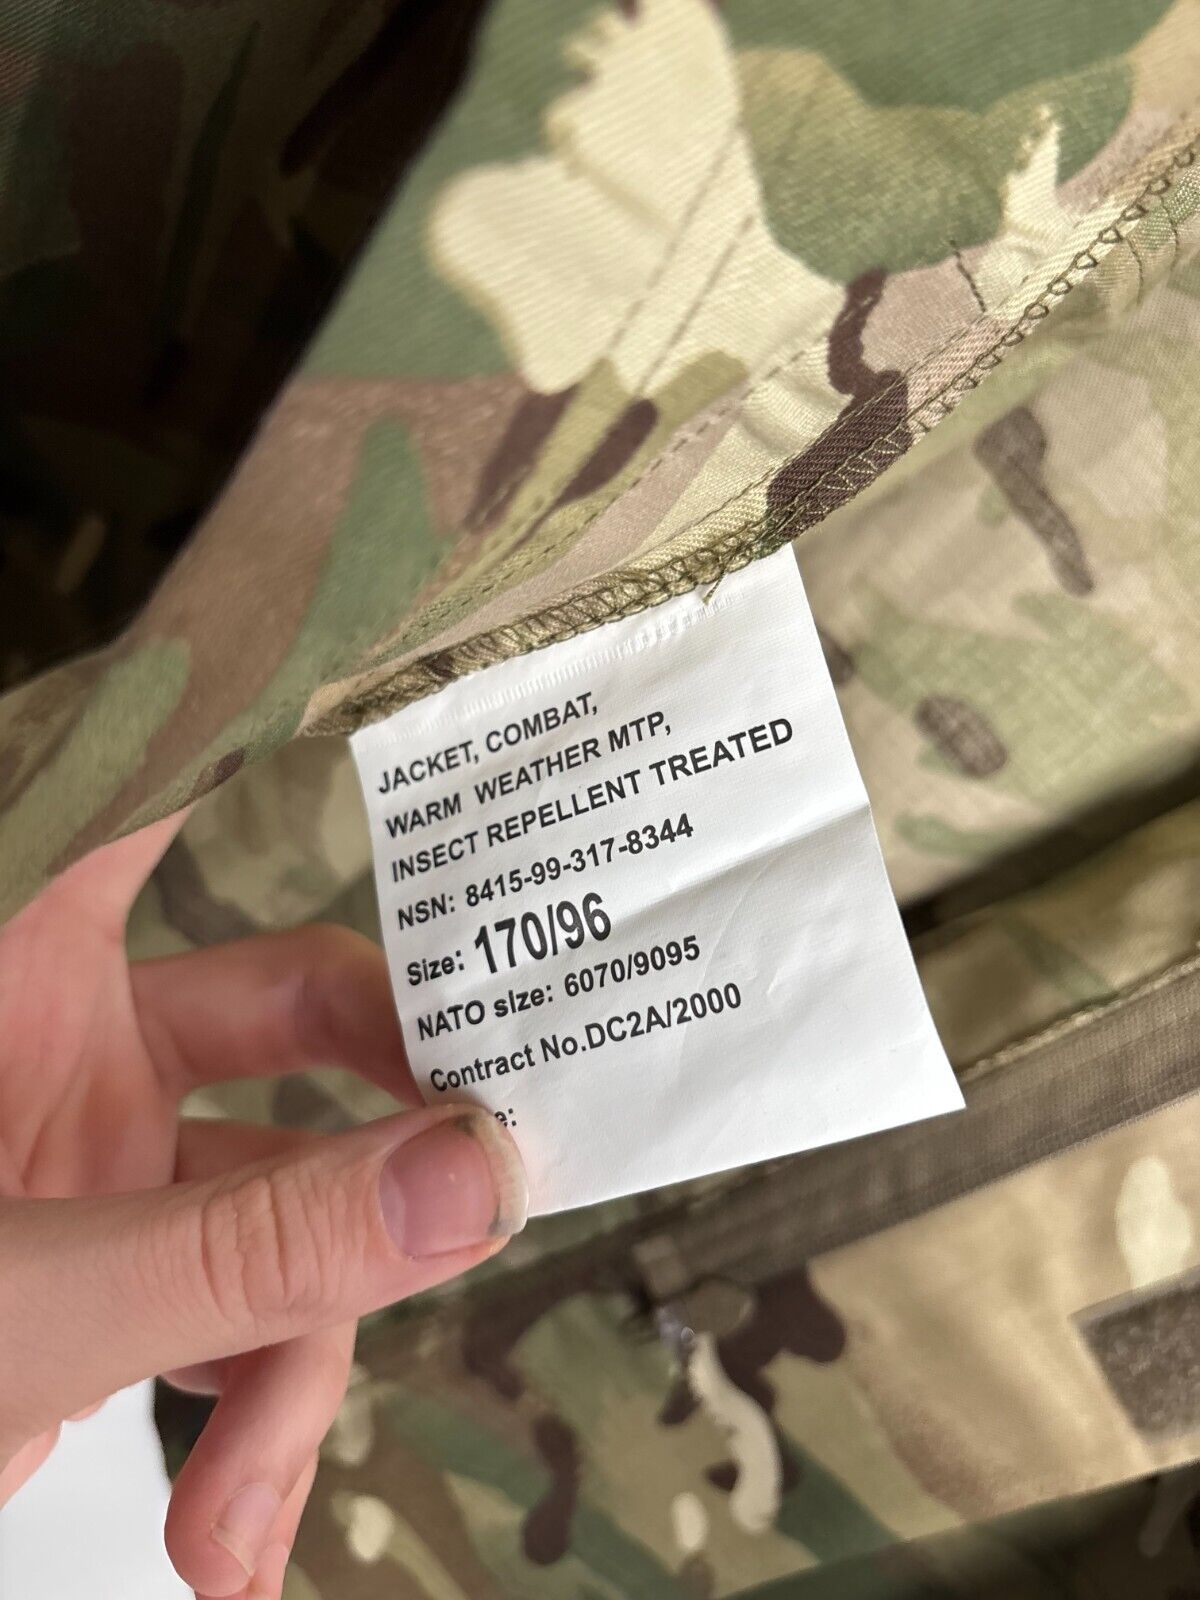 JACKET, COMBAT,
WARM WEATHER MTP,
INSECT REPELLENT TREATED
NSN: 8415-99-317-8344
Size: 170/96
NATO size: 6070/9095
Contract No.DC2A/2000